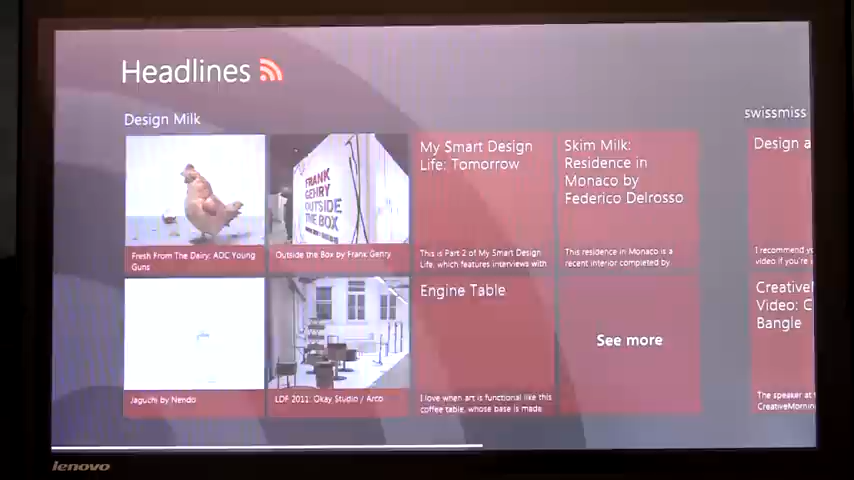 Headlines
Design Milk
swissmiss
Fresh From The Dairy: ADC Young
Guns
FRANK
GEHRY
OUTSIDE
THE BOX
Outside the Box by Frank Genry
My Smart Design
Life: Tomorrow
This is Part 2 of My Smart Design
Life, which features interviews with
Skim Milk:
Residence in
Monaco by
Federico Delrosso
This residence in Monaco is a
recent interior completed by
Design a
I recommend yo
video if you're i
Jaguchi by Nendo
LDF 2011: Okay Studio / Arco
Engine Table
I love when art is functional like this
coffee table, whose base is made
See more
Creative
Video: C
Bangle
The speaker at
CreativeMornin
lenovo